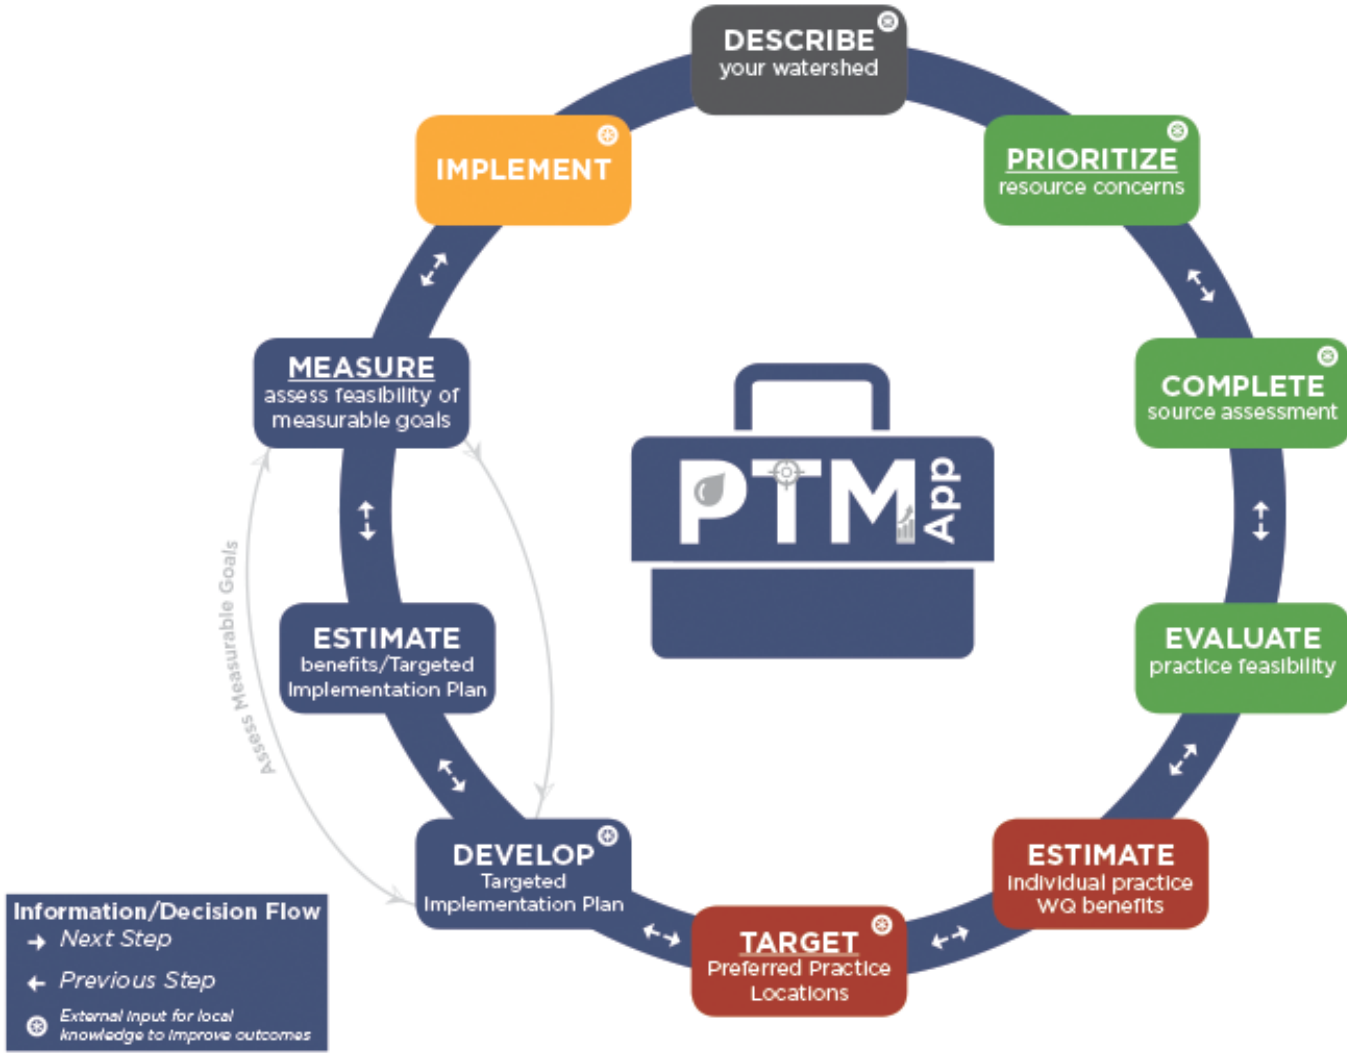 DESCRIBE
your watershed
PRIORITIZE
resource concerns
COMPLETE
source assessment
EVALUATE
practice feasibility
ESTIMATE
individual practice
WQ benefits
TARGET
Preferred Practice
Locations
DEVELOP
Targeted
Implementation Plan
ESTIMATE
benefits/Targeted
Implementation Plan
MEASURE
assess feasibility of
measurable goals
IMPLEMENT
Assess Measurable Goals
PTM
App
Information/Decision Flow
Next Step
Previous Step
External input for local
knowledge to improve outcomes